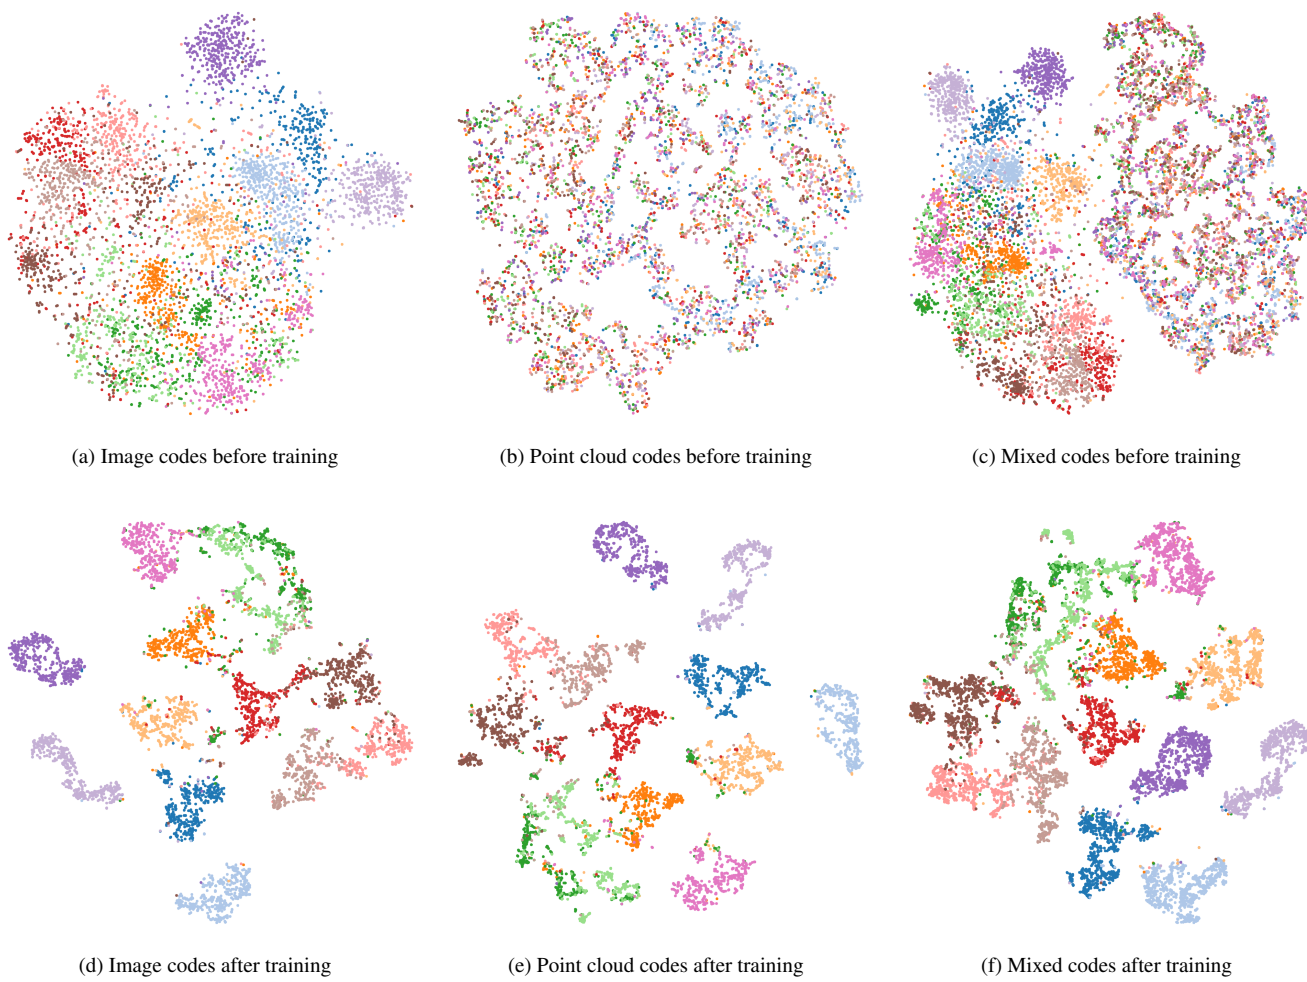 (a) Image codes before training
(b) Point cloud codes before training
(c) Mixed codes before training
(d) Image codes after training
(e) Point cloud codes after training
(f) Mixed codes after training